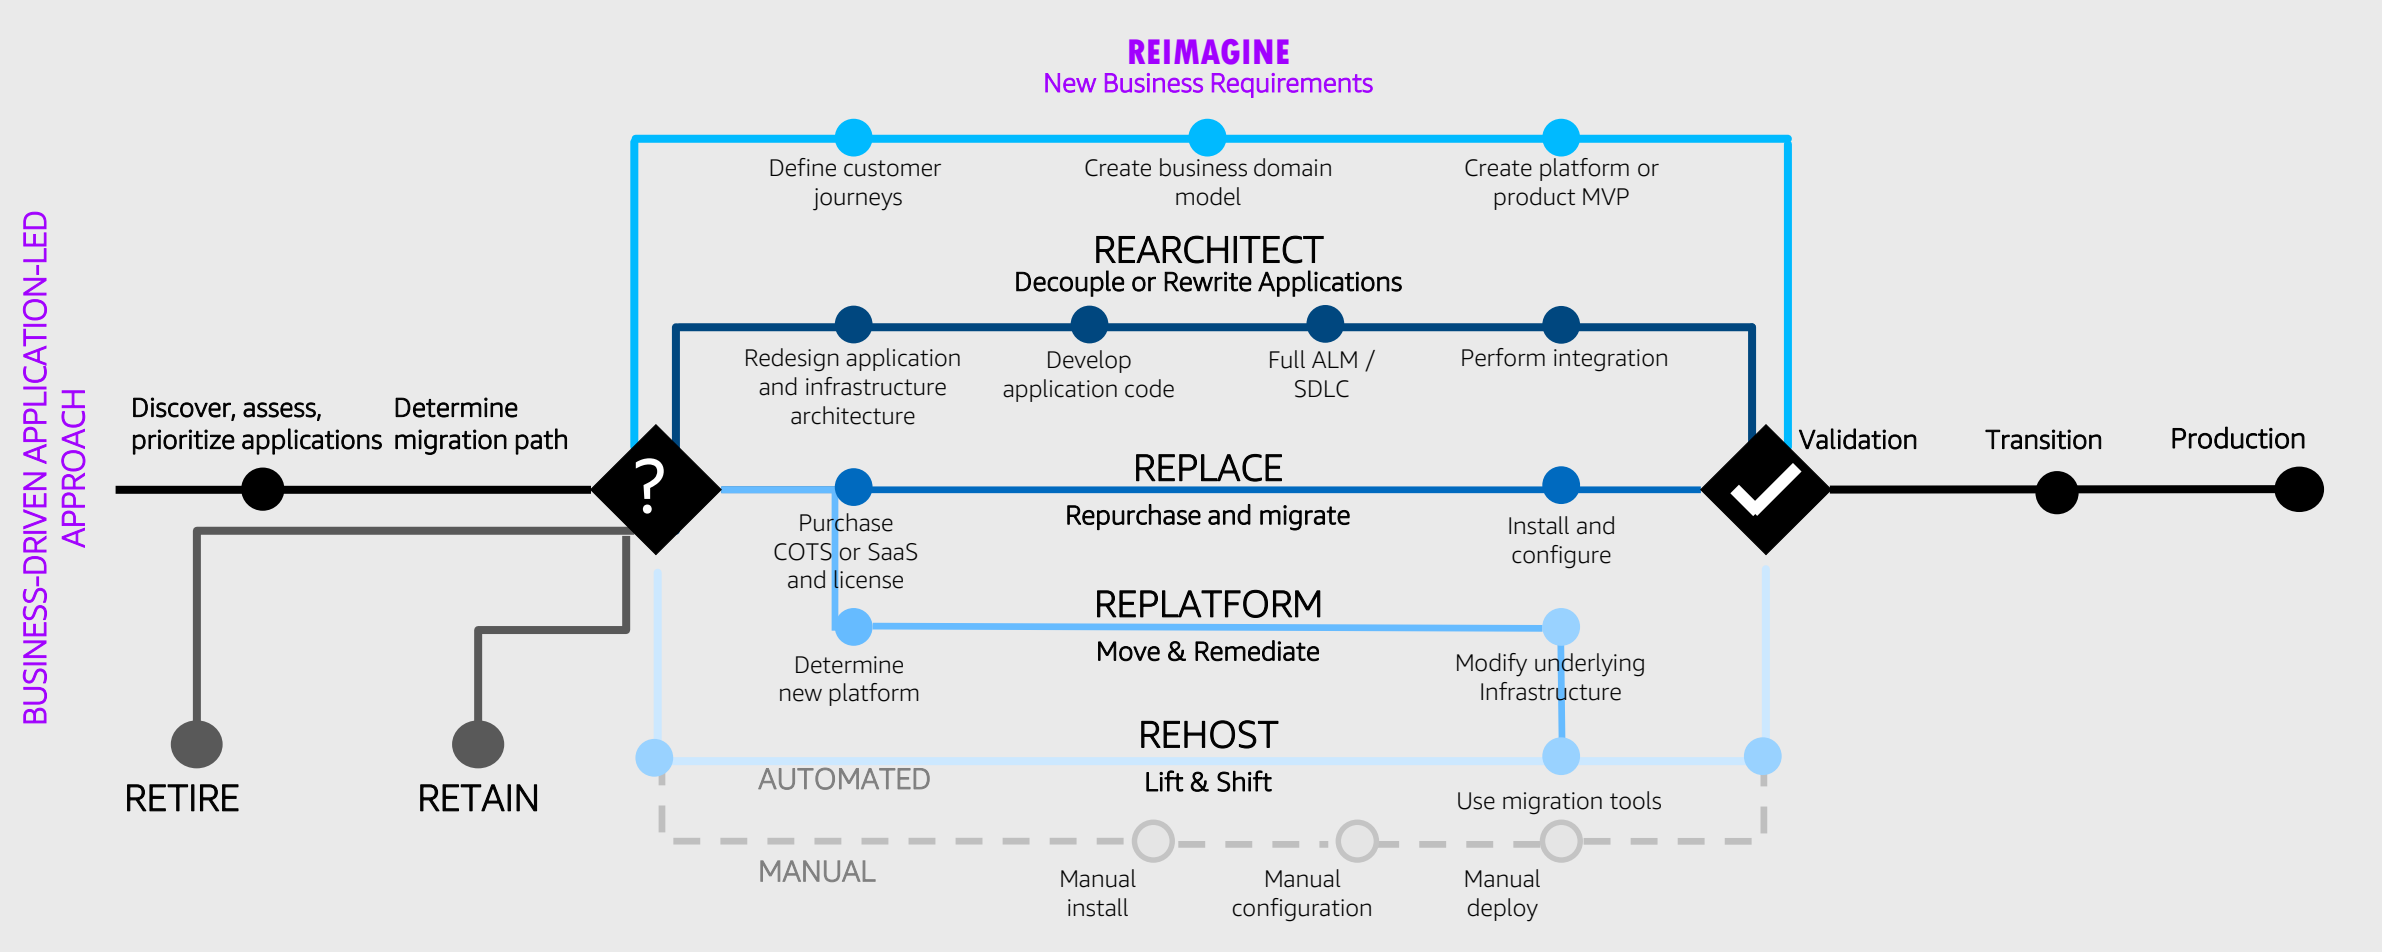 REIMAGINE
New Business Requirements
Define customer
journeys
Create business domain
model
Create platform or
product MVP
REARCHITECT
Decouple or Rewrite Applications
Redesign application
and infrastructure
architecture
Develop
application code
Full ALM /
SDLC
Perform integration
BUSINESS-DRIVEN APPLICATION-LED
APPROACH
Discover, assess,
prioritize applications
Determine
migration path
?
REPLACE
Repurchase and migrate
Purchase
COTS or SaaS
and license
Install and
configure
Validation
Transition
Production
REPLATFORM
Move & Remediate
Determine
new platform
Modify underlying
Infrastructure
RETIRE
RETAIN
REHOST
Lift & Shift
AUTOMATED
Use migration tools
MANUAL
Manual
install
Manual
configuration
Manual
deploy